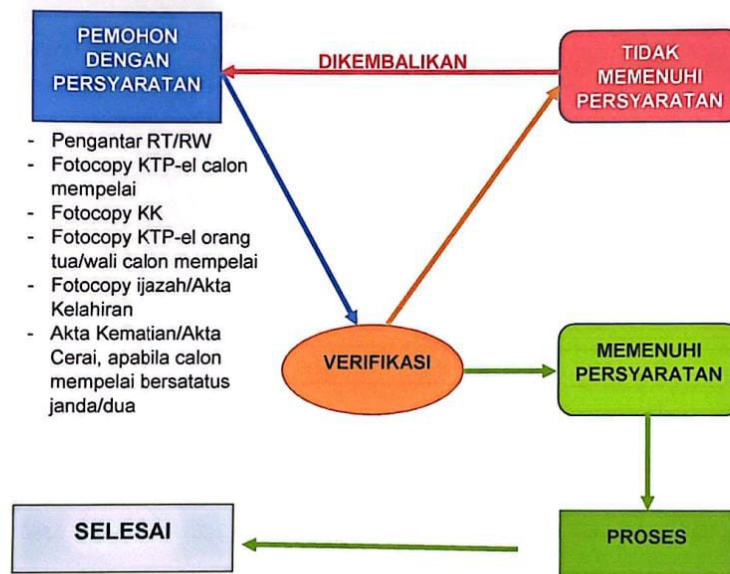 PEMOHON
DENGAN
PERSYARATAN
DIKEMBALIKAN
TIDAK
MEMENUHI
PERSYARATAN
- Pengantar RT/RW
- Fotocopy KTP-el calon
mempelai
- Fotocopy KK
- Fotocopy KTP-el orang
tua/wali calon mempelai
- Fotocopy ijazah/Akta
Kelahiran
- Akta Kematian/Akta
Cerai, apabila calon
mempelai bersatatus
janda/dua
VERIFIKASI
MEMENUHI
PERSYARATAN
SELESAI
PROSES